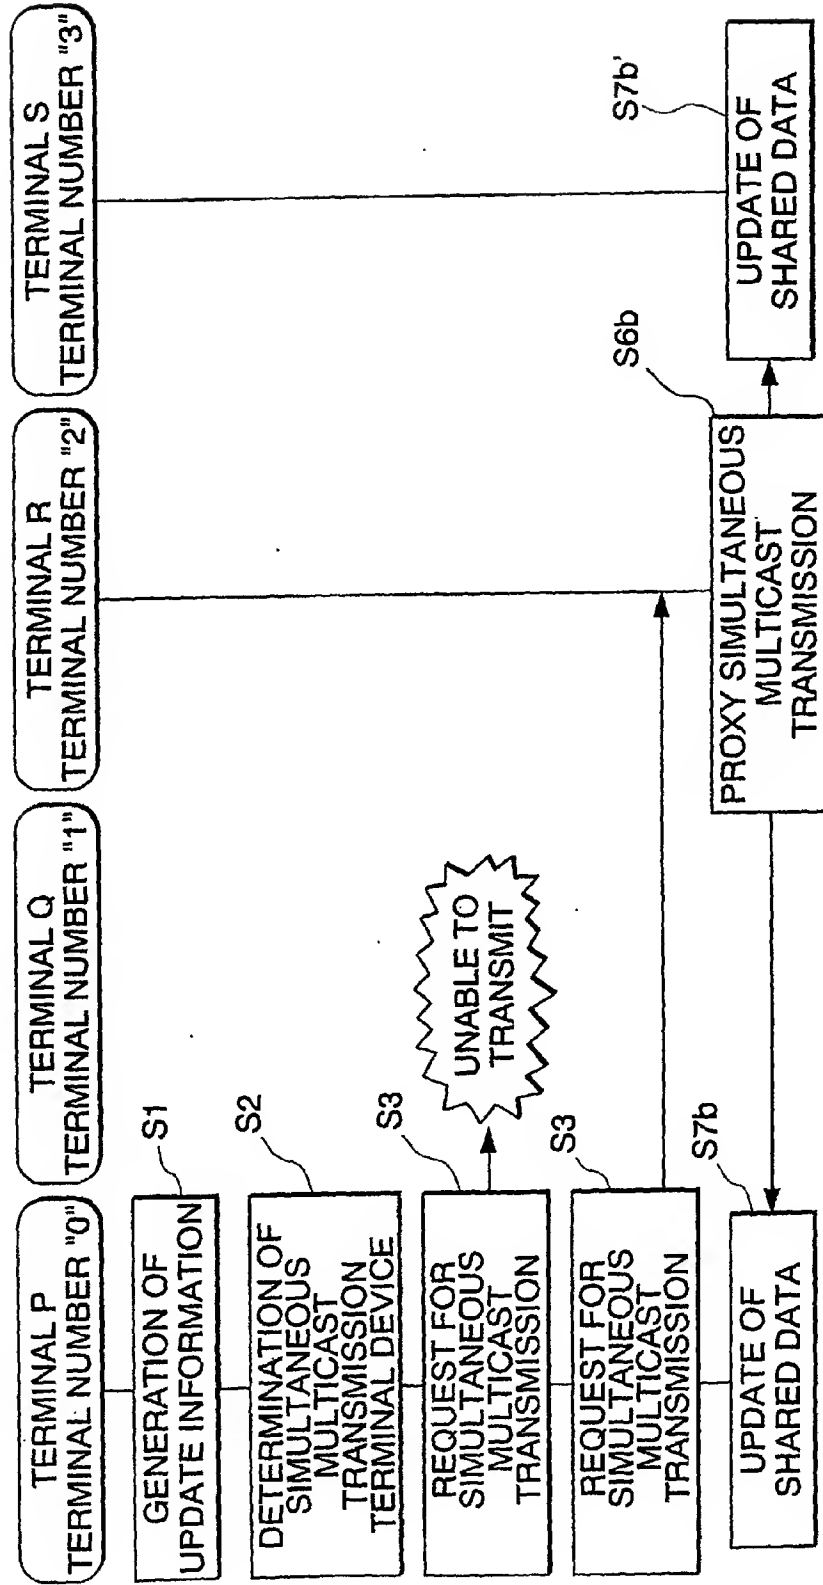 TERMINAL P
TERMINAL NUMBER "0"
TERMINAL Q
TERMINAL NUMBER "1"
TERMINAL R
TERMINAL NUMBER "2"
TERMINAL S
TERMINAL NUMBER "3"
S1
GENERATION OF
UPDATE INFORMATION
S2
DETERMINATION OF
SIMULTANEOUS
MULTICAST
TRANSMISSION
TERMINAL DEVICE
S3
REQUEST FOR
SIMULTANEOUS
MULTICAST
TRANSMISSION
UNABLE TO
TRANSMIT
S3
REQUEST FOR
SIMULTANEOUS
MULTICAST
TRANSMISSION
S6b
PROXY SIMULTANEOUS
MULTICAST
TRANSMISSION
S7b
UPDATE OF
SHARED DATA
S7b'
UPDATE OF
SHARED DATA